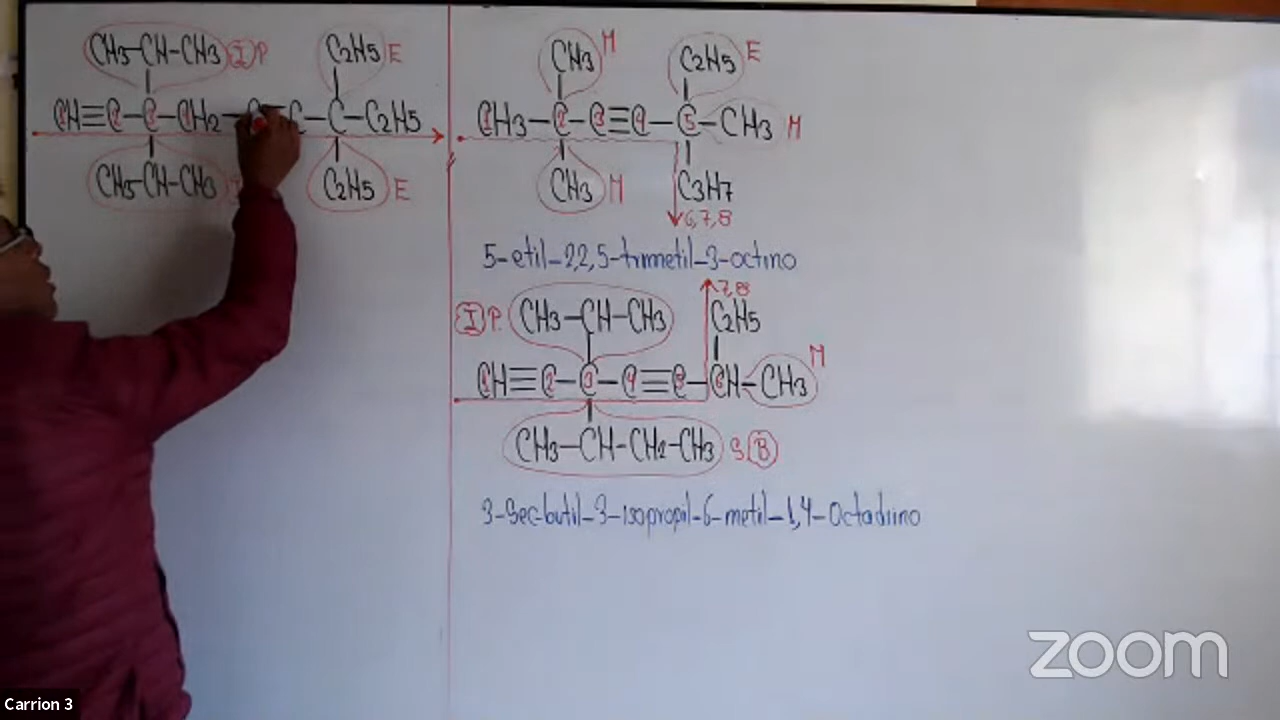 CH3-CH-CH3 I P
C2H5 E
CH≡C-C-CH2-C≡C-C-C2H5
CH3-CH-CH3
C2H5 E
CH3 M
C2H5 E
CH3-C-C≡C-C-CH3 M
CH3 M
C3H7
6,7,8
5-etil-2,2,5-trimetil-3-octino
7,8
I P. CH3-CH-CH3
C2H5
M
CH≡C-C-C≡C-CH-CH3
CH3-CH-CH2-CH3 S B
3-Sec-butil-3-isopropil-6-metil-1,4-Octadiino
zoom
Carrion 3